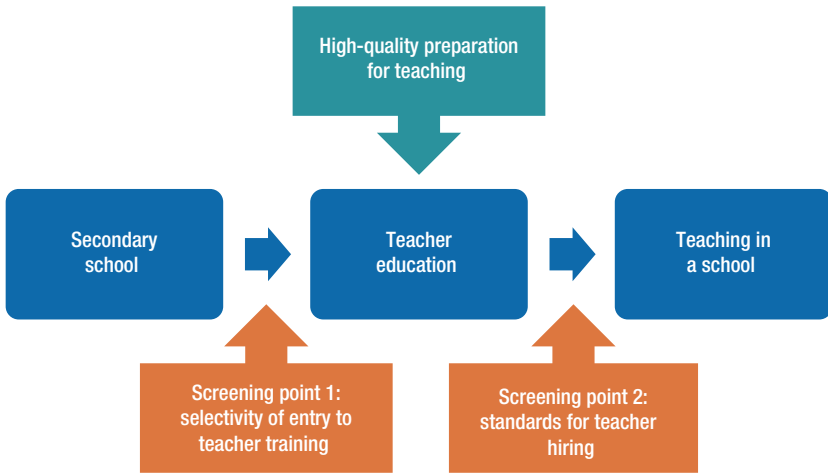 High-quality preparation
for teaching
Secondary
school
Teacher
education
Teaching in
a school
Screening point 1:
selectivity of entry to
teacher training
Screening point 2:
standards for teacher
hiring